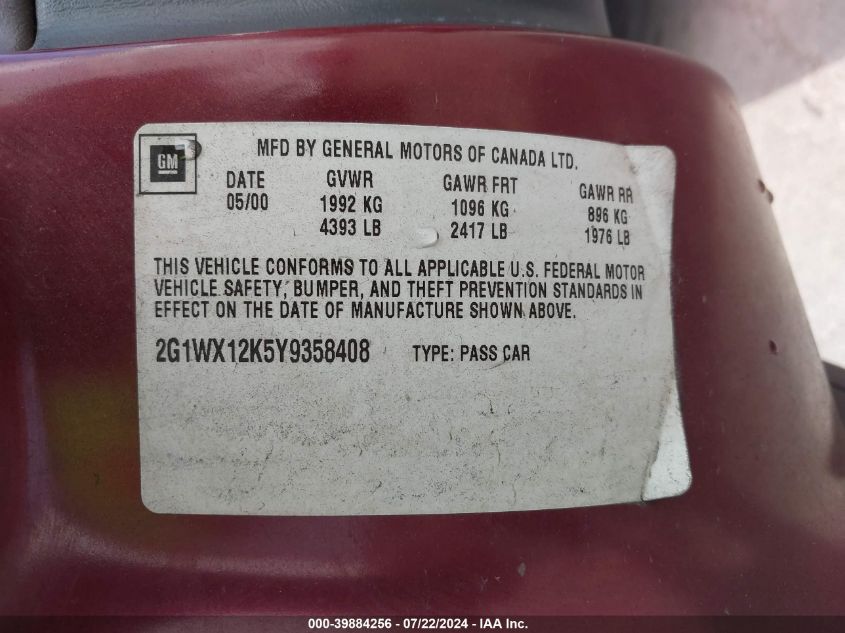 GM
MFD BY GENERAL MOTORS OF CANADA LTD.
DATE GVWR GAWR FRT GAWR RR
05/00 1992 KG 1096 KG 896 KG
4393 LB 2417 LB 1976 LB
THIS VEHICLE CONFORMS TO ALL APPLICABLE U.S. FEDERAL MOTOR
VEHICLE SAFETY, BUMPER, AND THEFT PREVENTION STANDARDS IN
EFFECT ON THE DATE OF MANUFACTURE SHOWN ABOVE.
2G1WX12K5Y9358408 TYPE: PASS CAR
000-39884256 - 07/22/2024 - IAA Inc.